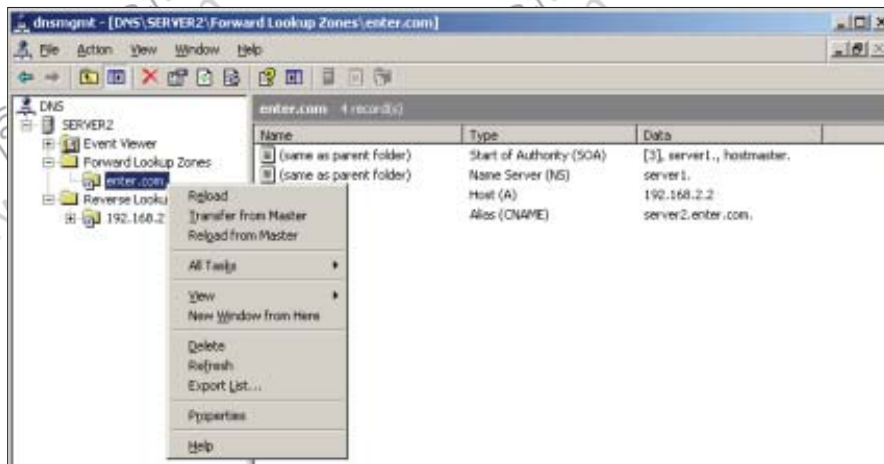 dnsmgmt - [DNS\SERVER2\Forward Lookup Zones\enter.com]
File Action View Window Help
DNS
SERVER2
Event Viewer
Forward Lookup Zones
enter.com
Reverse Looku
192.168.2
enter.com 4 record(s)
Name Type Data
(same as parent folder) Start of Authority (SOA) [3], server1., hostmaster.
(same as parent folder) Name Server (NS) server1.
Host (A) 192.168.2.2
Alias (CNAME) server2.enter.com.
Reload
Transfer from Master
Reload from Master
All Tasks
View
New Window from Here
Delete
Refresh
Export List...
Properties
Help